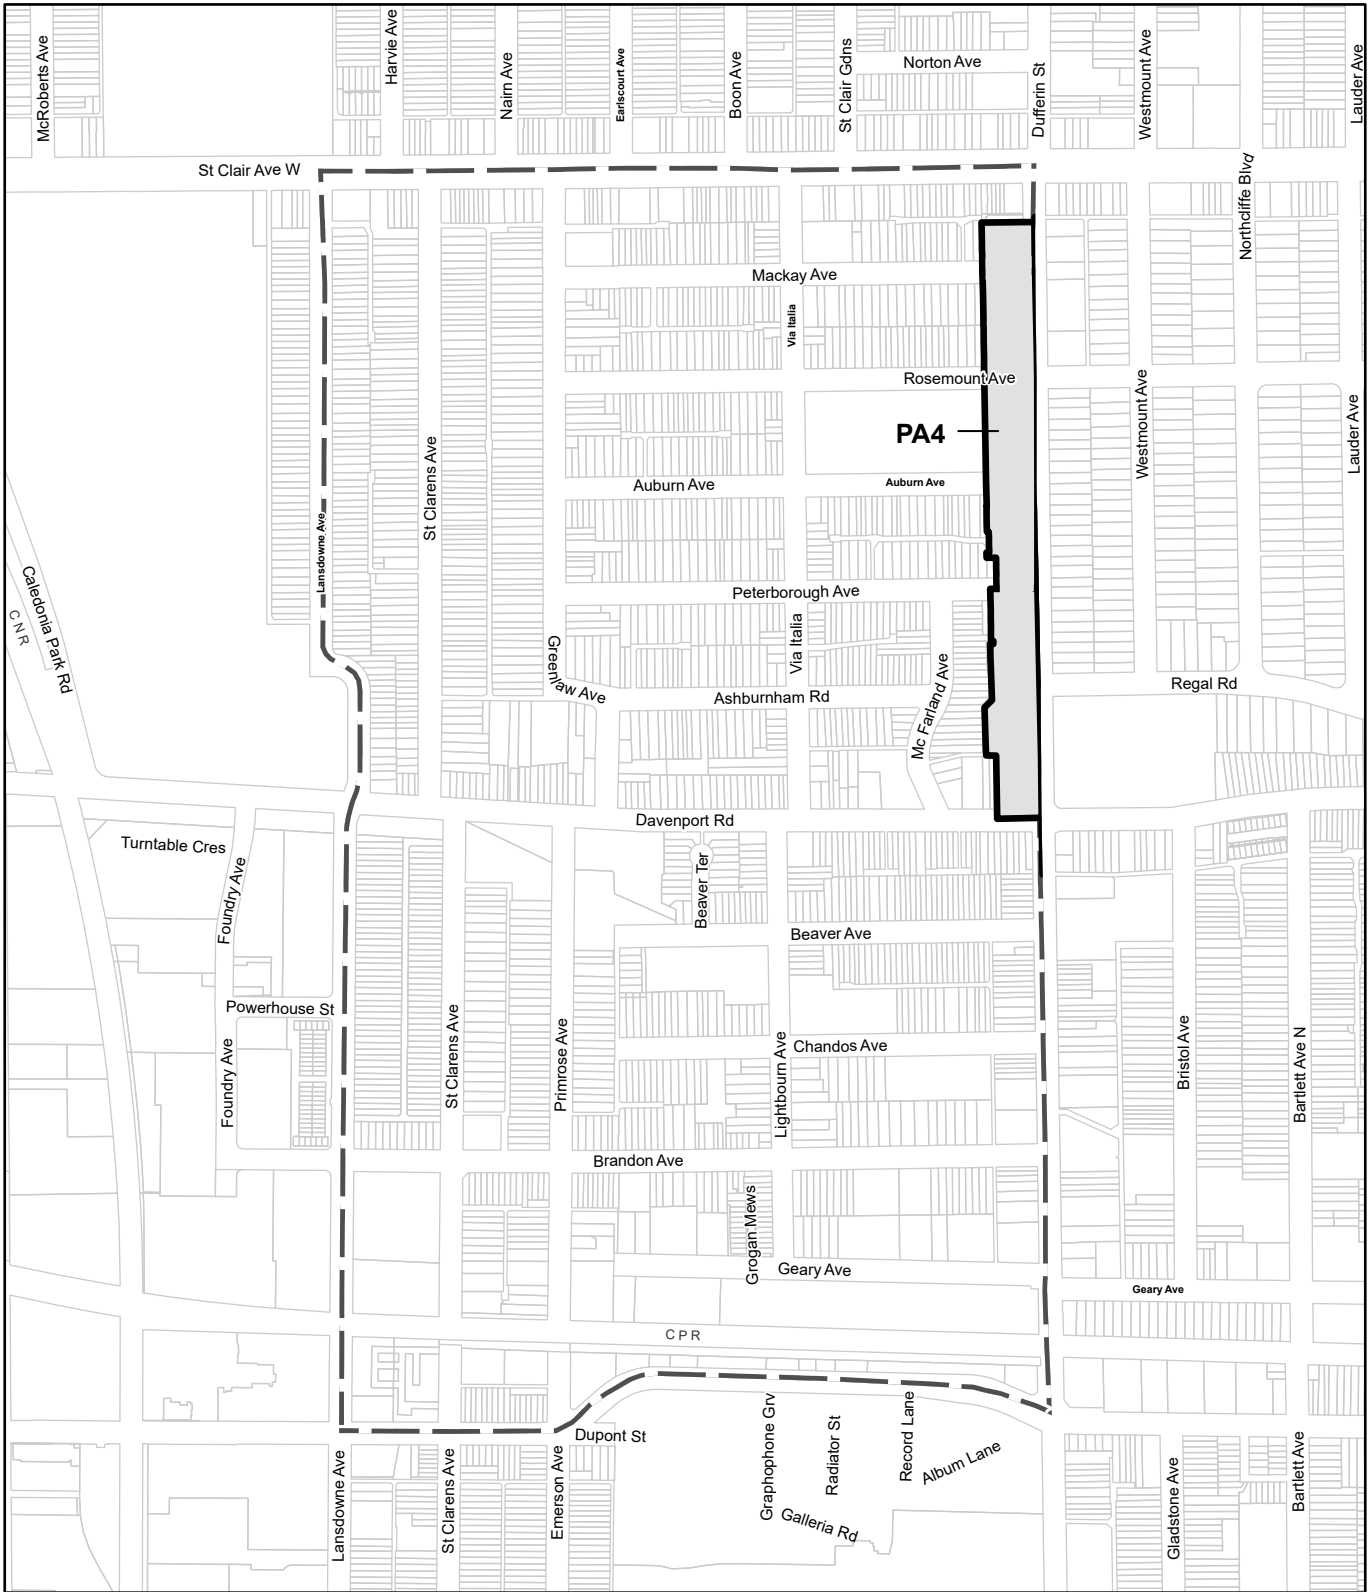 McRoberts Ave
Harvie Ave
Nairn Ave
Earlscourt Ave
Boon Ave
St Clair Gdns
Norton Ave
Dufferin St
Westmount Ave
Lauder Ave
St Clair Ave W
Northcliffe Blvd
Mackay Ave
Via Italia
Rosemount Ave
PA4
Westmount Ave
Lauder Ave
St Clarens Ave
Auburn Ave
Auburn Ave
Lansdowne Ave
Caledonia Park Rd
CNR
Peterborough Ave
Via Italia
Greenlaw Ave
Ashburnham Rd
Mc Farland Ave
Regal Rd
Davenport Rd
Turntable Cres
Foundry Ave
Beaver Ter
Beaver Ave
Powerhouse St
Foundry Ave
St Clarens Ave
Primrose Ave
Lightbourn Ave
Chandos Ave
Bristol Ave
Bartlett Ave N
Brandon Ave
Grogan Mews
Geary Ave
Geary Ave
CPR
Dupont St
Graphophone Grv
Radiator St
Record Lane
Album Lane
Galleria Rd
Lansdowne Ave
St Clarens Ave
Emerson Ave
Gladstone Ave
Bartlett Ave